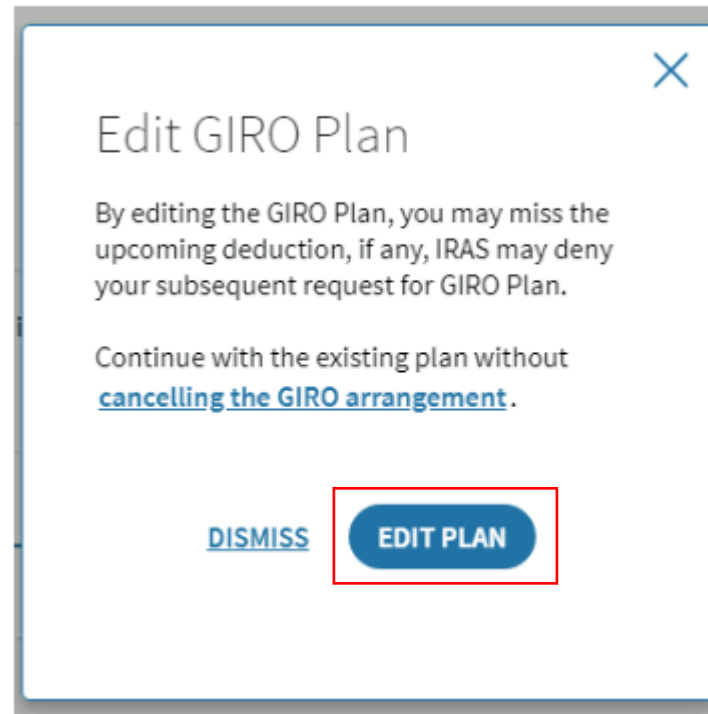 Edit GIRO Plan
By editing the GIRO Plan, you may miss the
upcoming deduction, if any, IRAS may deny
your subsequent request for GIRO Plan.
Continue with the existing plan without
cancelling the GIRO arrangement.
DISMISS EDIT PLAN